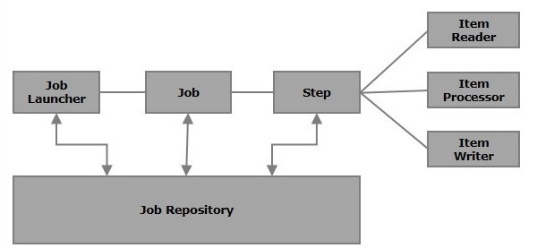 Item
Reader
Job
Launcher
Job
Step
Item
Processor
Item
Writer
Job Repository